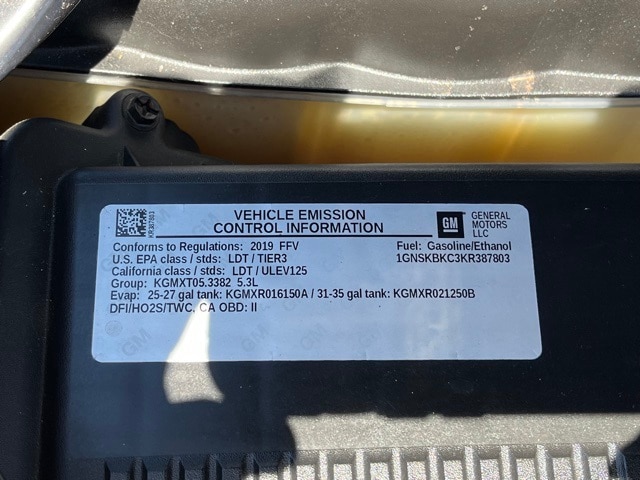 VEHICLE EMISSION
CONTROL INFORMATION
GM
GENERAL
MOTORS
LLC
Conforms to Regulations: 2019 FFV
Fuel: Gasoline/Ethanol
U.S. EPA class / stds: LDT / TIER3
1GNSKBKC3KR387803
California class / stds: LDT / ULEV125
Group: KGMXT05.3382 5.3L
Evap: 25-27 gal tank: KGMXR016150A / 31-35 gal tank: KGMXR021250B
DFI/HO2S/TWC, CA OBD: II